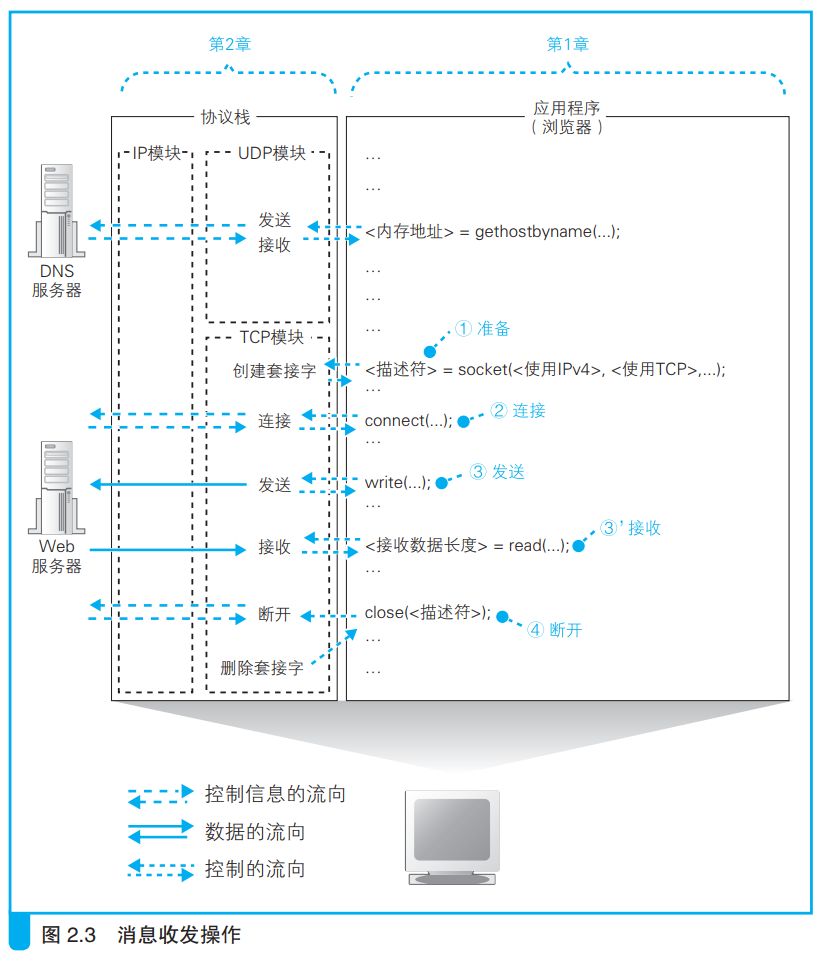 第2章
第1章
协议栈
应用程序
（浏览器）
IP模块
UDP模块
…
…
发送
接收
<内存地址> = gethostbyname(...);
DNS
服务器
…
…
…
TCP模块
① 准备
创建套接字
<描述符> = socket(<使用IPv4>, <使用TCP>,...);
…
连接
connect(...);
② 连接
…
发送
write(...);
③ 发送
…
Web
服务器
接收
<接收数据长度> = read(...);
③’接收
…
断开
close(<描述符>);
④ 断开
…
删除套接字
…
控制信息的流向
数据的流向
控制的流向
图 2.3 消息收发操作